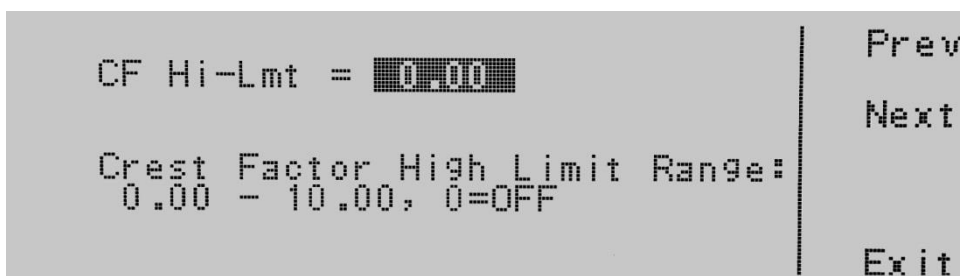 CF Hi-Lmt = 0.00
Crest Factor High Limit Range:
0.00 - 10.00, 0=OFF
Prev
Next
Exit